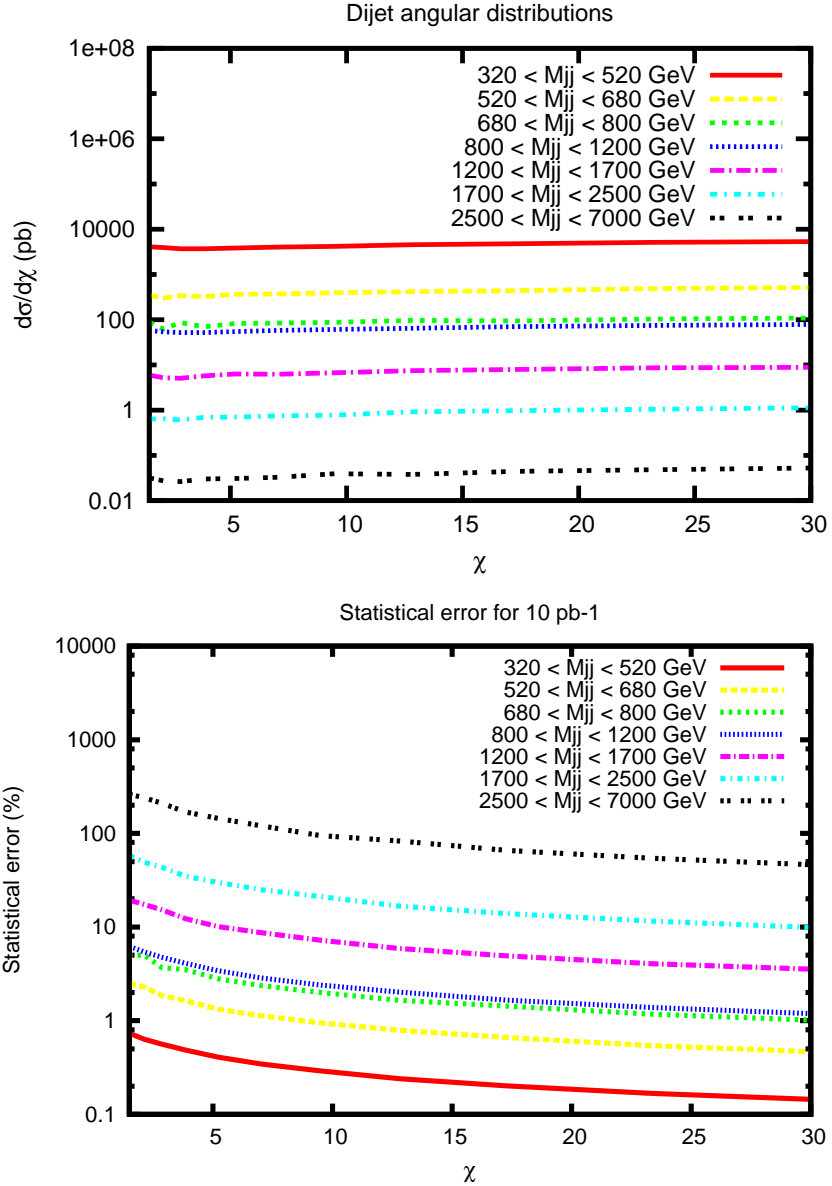 Dijet angular distributions
1e+08
1e+06
10000
100
1
0.01
dσ/dχ (pb)
320 < Mjj < 520 GeV
520 < Mjj < 680 GeV
680 < Mjj < 800 GeV
800 < Mjj < 1200 GeV
1200 < Mjj < 1700 GeV
1700 < Mjj < 2500 GeV
2500 < Mjj < 7000 GeV
5 10 15 20 25 30
χ
Statistical error for 10 pb-1
10000
1000
100
10
1
0.1
Statistical error (%)
320 < Mjj < 520 GeV
520 < Mjj < 680 GeV
680 < Mjj < 800 GeV
800 < Mjj < 1200 GeV
1200 < Mjj < 1700 GeV
1700 < Mjj < 2500 GeV
2500 < Mjj < 7000 GeV
5 10 15 20 25 30
χ